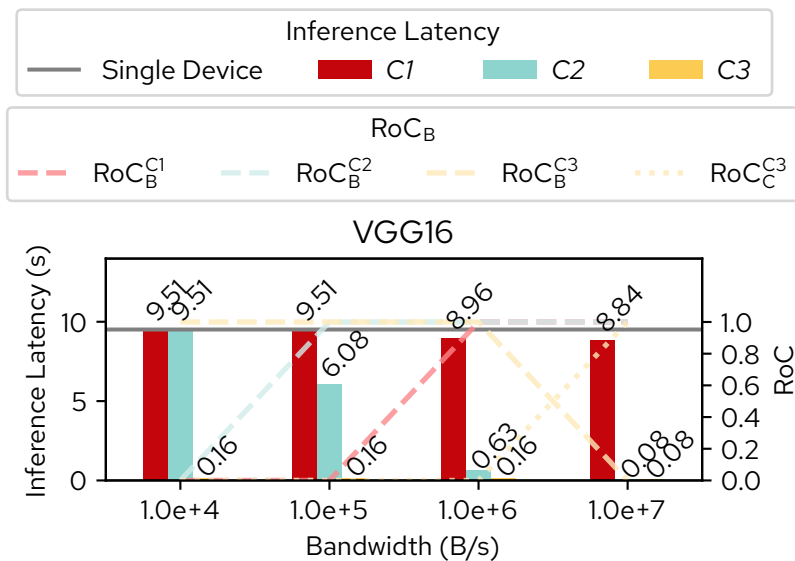 Inference Latency
Single Device C1 C2 C3
RoC_B
RoC_B^C1 RoC_B^C2 RoC_B^C3 RoC_C^C3
VGG16
Inference Latency (s)
10
5
0
9.51 9.51 0.16
9.51 6.08 0.16
8.96 0.63 0.16
8.84 0.08 0.08
1.0
0.8
0.6
0.4
0.2
0.0
RoC
1.0e+4 1.0e+5 1.0e+6 1.0e+7
Bandwidth (B/s)